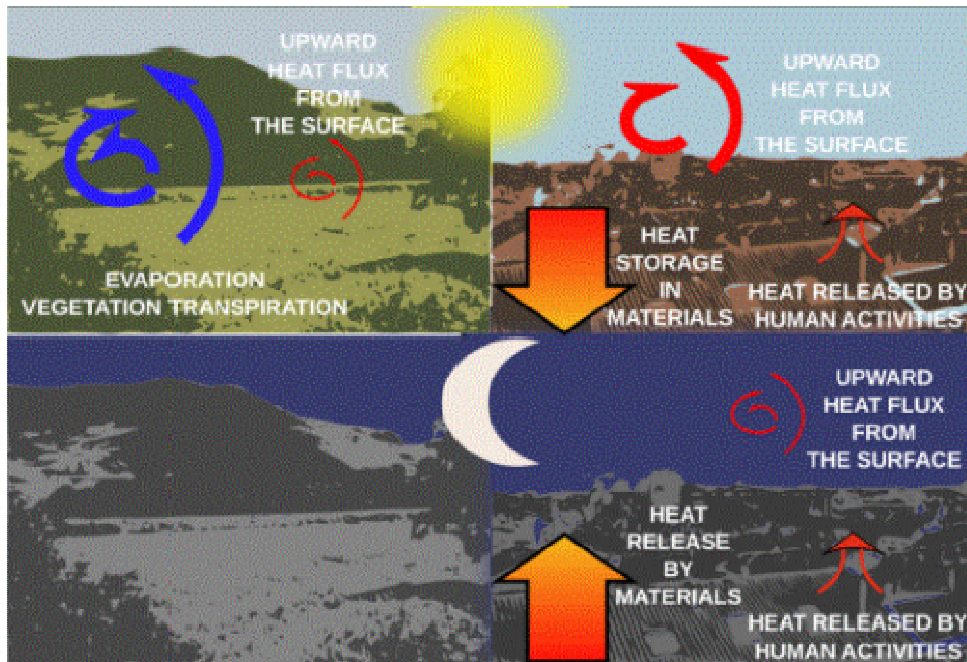 UPWARD
HEAT FLUX
FROM
THE SURFACE
EVAPORATION
VEGETATION TRANSPIRATION
UPWARD
HEAT FLUX
FROM
THE SURFACE
HEAT
STORAGE
IN
MATERIALS
HEAT RELEASED BY
HUMAN ACTIVITIES
UPWARD
HEAT FLUX
FROM
THE SURFACE
HEAT
RELEASE
BY
MATERIALS
HEAT RELEASED BY
HUMAN ACTIVITIES